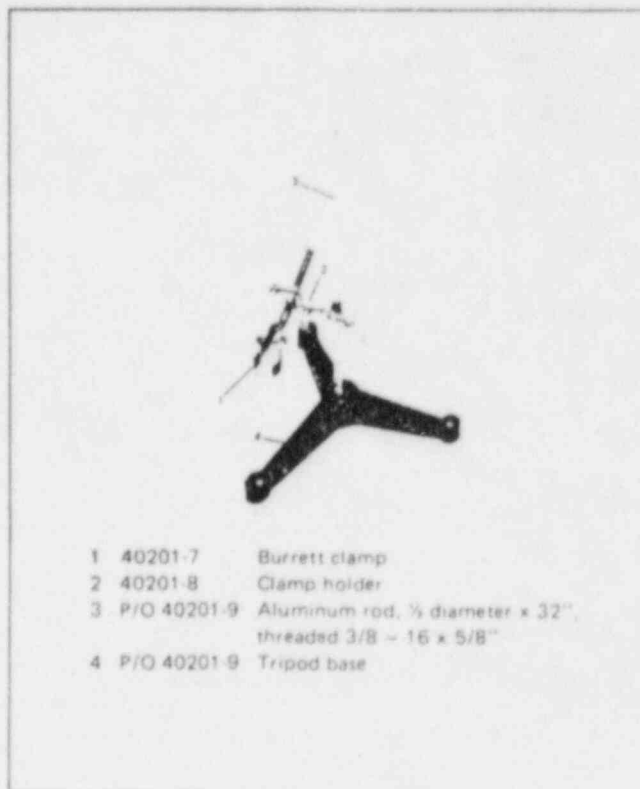 1 40201-7 Burrett clamp
2 40201-8 Clamp holder
3 P/O 40201-9 Aluminum rod, ½ diameter x 32",
threaded 3/8 - 16 x 5/8"
4 P/O 40201-9 Tripod base